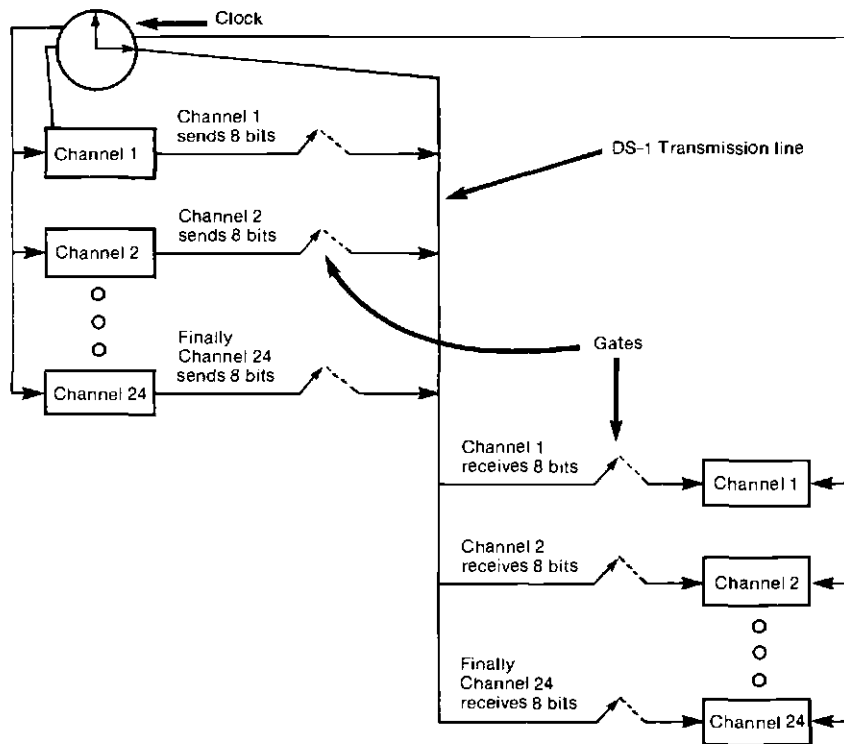 Clock
Channel 1
sends 8 bits
Channel 1
DS-1 Transmission line
Channel 2
sends 8 bits
Channel 2
Gates
Finally
Channel 24
sends 8 bits
Channel 24
Channel 1
receives 8 bits
Channel 1
Channel 2
receives 8 bits
Channel 2
Finally
Channel 24
receives 8 bits
Channel 24